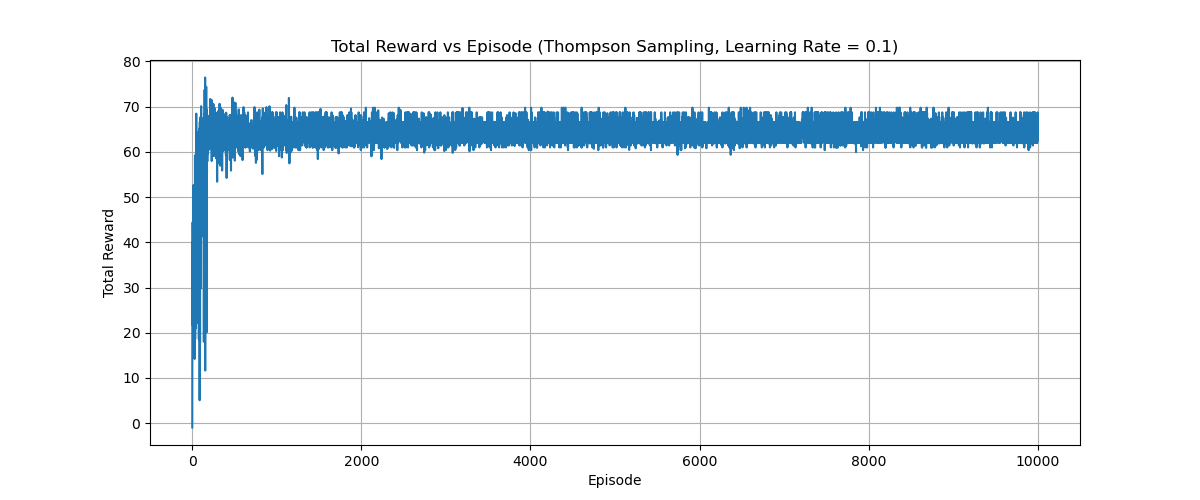 Total Reward vs Episode (Thompson Sampling, Learning Rate = 0.1)
80
70
60
50
40
30
20
10
0
Total Reward
0 2000 4000 6000 8000 10000
Episode